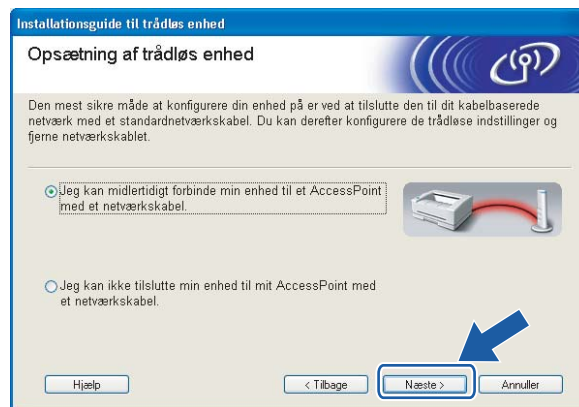 Installationsguide til trådløs enhed
Opsætning af trådløs enhed
Den mest sikre måde at konfigurere din enhed på er ved at tilslutte den til dit kabelbaserede
netværk med et standardnetværkskabel. Du kan derefter konfigurere de trådløse indstillinger og
fjerne netværkskablet.
Jeg kan midlertidigt forbinde min enhed til et AccessPoint
med et netværkskabel.
Jeg kan ikke tilslutte min enhed til mit AccessPoint med
et netværkskabel.
Hjælp
< Tilbage
Næste >
Annuller